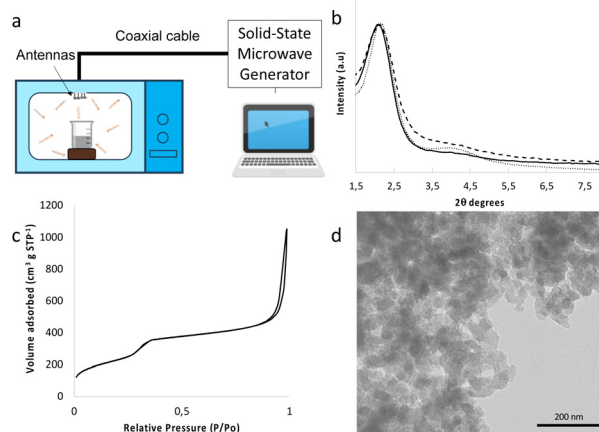 a
Coaxial cable
Antennas
Solid-State
Microwave
Generator
b
Intensity (a.u)
1,5 2,5 3,5 4,5 5,5 6,5 7,5
2θ degrees
c
Volume adsorbed (cm³ g STP⁻¹)
1200
1000
800
600
400
200
0
0 0,5 1
Relative Pressure (P/Po)
d
200 nm